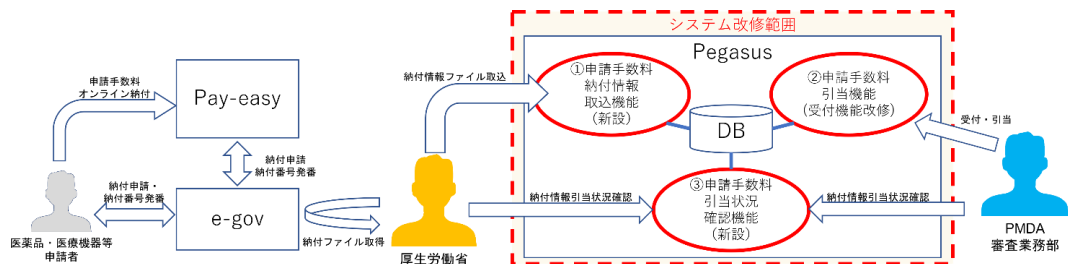 申請手数料
オンライン納付
Pay-easy
納付申請
納付番号発番
納付申請・
納付番号発番
e-gov
納付ファイル取得
医薬品・医療機器等
申請者
厚生労働省
納付情報ファイル取込
システム改修範囲
Pegasus
①申請手数料
納付情報
取込機能
(新設)
②申請手数料
引当機能
(受付機能改修)
DB
③申請手数料
引当状況
確認機能
(新設)
納付情報引当状況確認
納付情報引当状況確認
受付・引当
PMDA
審査業務部